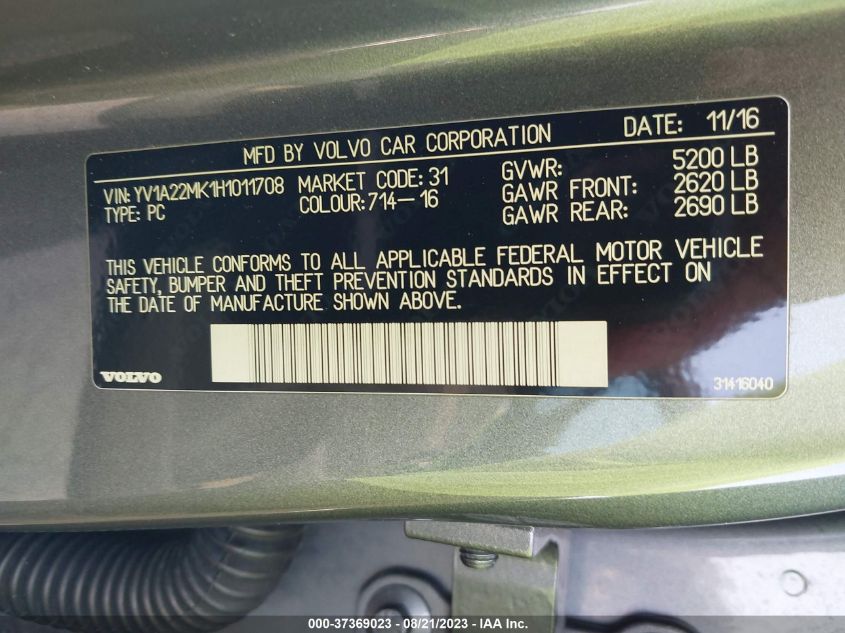 MFD BY VOLVO CAR CORPORATION DATE: 11/16
VIN: YV1A22MK1H1011708 MARKET CODE: 31 GVWR: 5200 LB
TYPE: PC COLOUR: 714-16 GAWR FRONT: 2620 LB
GAWR REAR: 2690 LB
THIS VEHICLE CONFORMS TO ALL APPLICABLE FEDERAL MOTOR VEHICLE
SAFETY, BUMPER AND THEFT PREVENTION STANDARDS IN EFFECT ON
THE DATE OF MANUFACTURE SHOWN ABOVE.
VOLVO 31416040
000-37369023 - 08/21/2023 - IAA Inc.